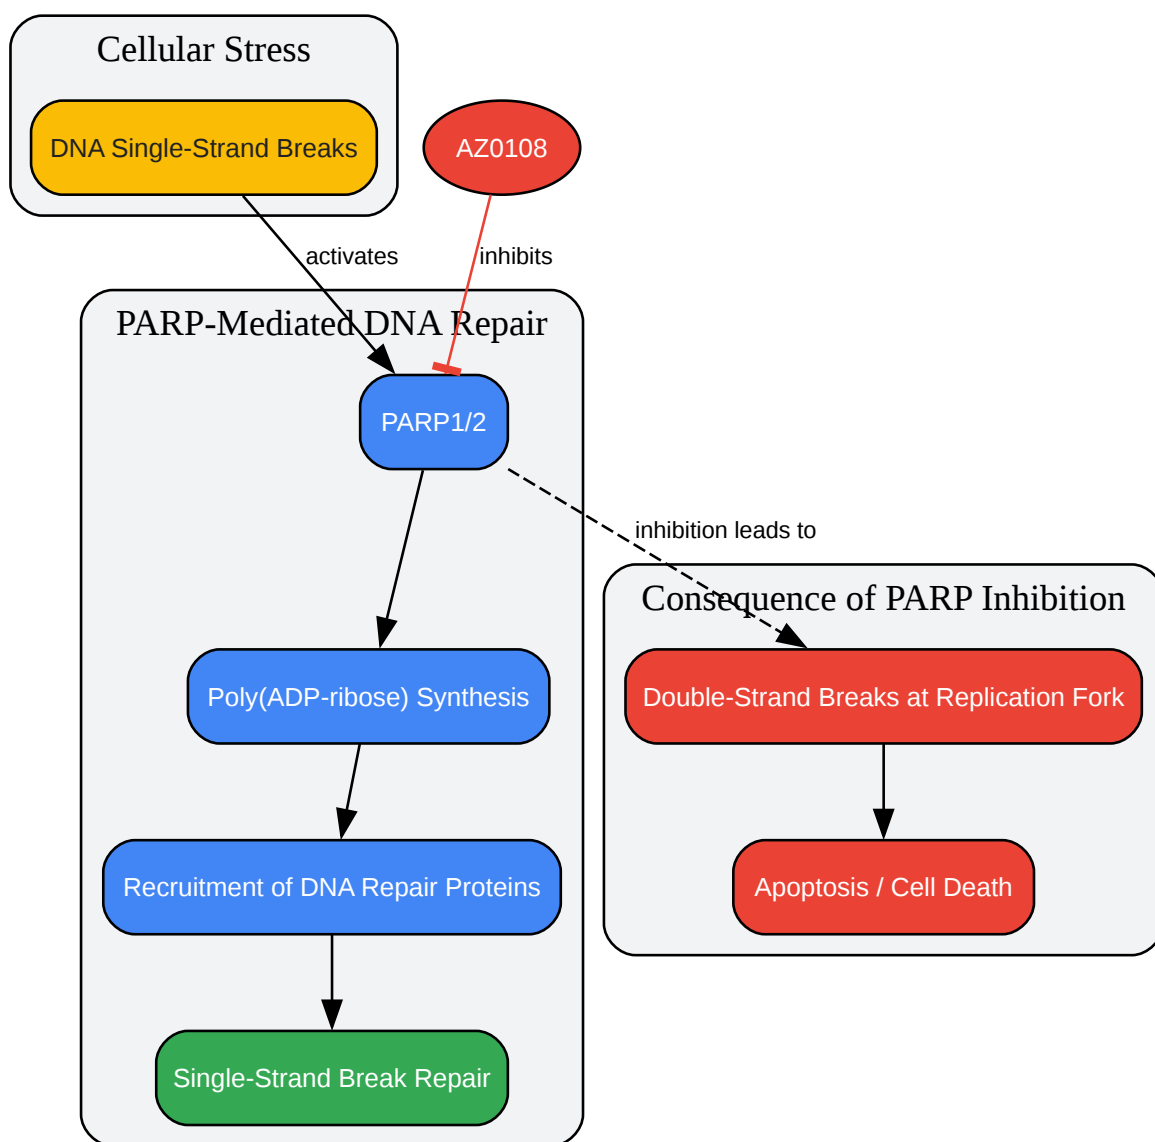 Cellular Stress
DNA Single-Strand Breaks
AZ0108
activates
inhibits
PARP-Mediated DNA Repair
PARP1/2
inhibition leads to
Consequence of PARP Inhibition
Poly(ADP-ribose) Synthesis
Double-Strand Breaks at Replication Fork
Recruitment of DNA Repair Proteins
Apoptosis / Cell Death
Single-Strand Break Repair